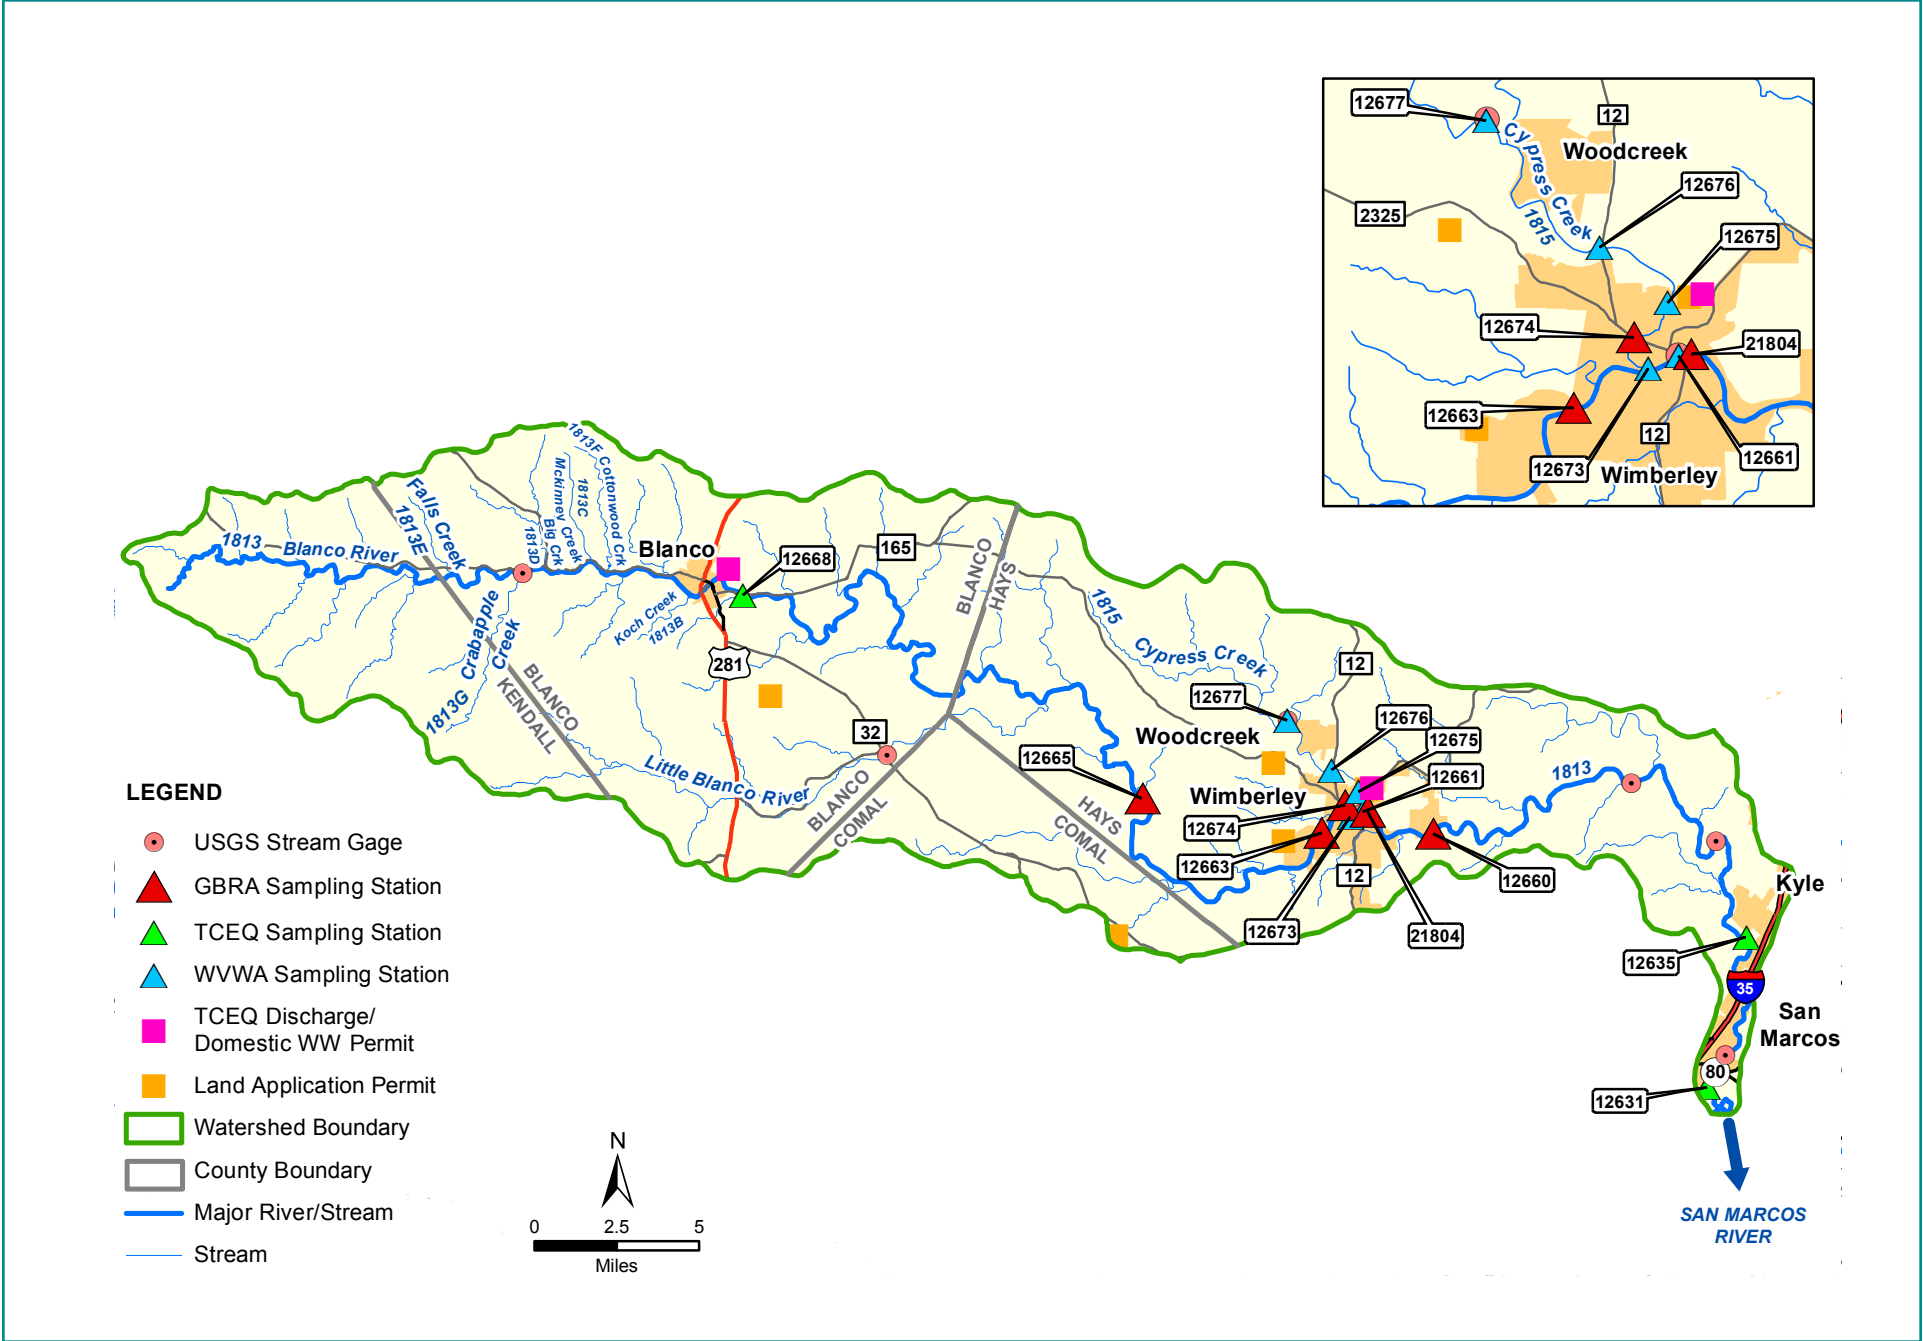 12677
12
Woodcreek
Cypress Creek
1815
12676
2325
12675
12674
21804
12663
12
12673
12661
Wimberley
1813F Cottonwood Crk
1813C
Mckinney Creek
Big Crk
1813D
Falls Creek
1813E
1813
Blanco River
Blanco
12668
165
BLANCO
HAYS
Koch Creek
1813B
1813G Crabapple
Creek
281
BLANCO
KENDALL
32
Little Blanco River
BLANCO
COMAL
1815
Cypress Creek
12
12677
12676
Woodcreek
12675
12665
12661
Wimberley
1813
HAYS
COMAL
12674
12663
12
12660
12673
21804
Kyle
12635
35
San
Marcos
80
12631
SAN MARCOS
RIVER
LEGEND
USGS Stream Gage
GBRA Sampling Station
TCEQ Sampling Station
WVWA Sampling Station
TCEQ Discharge/
Domestic WW Permit
Land Application Permit
Watershed Boundary
County Boundary
Major River/Stream
Stream
N
0 2.5 5
Miles